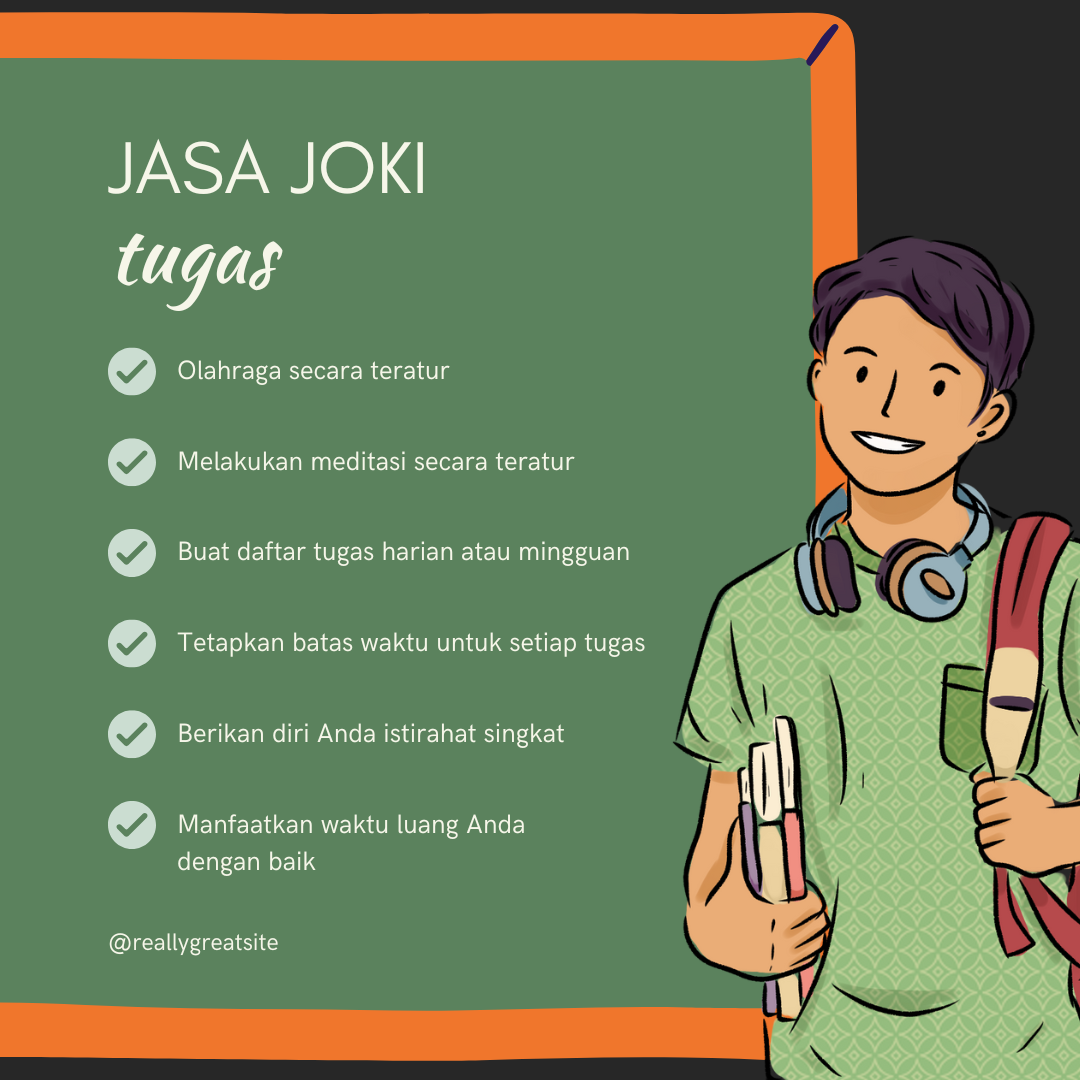 JASA JOKI
tugas
Olahraga secara teratur
Melakukan meditasi secara teratur
Buat daftar tugas harian atau mingguan
Tetapkan batas waktu untuk setiap tugas
Berikan diri Anda istirahat singkat
Manfaatkan waktu luang Anda
dengan baik
@reallygreatsite